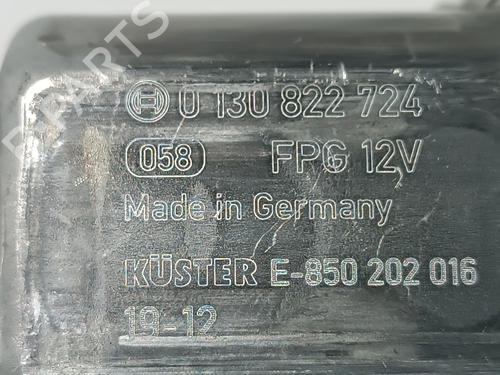 0 130 822 724
058 FPG 12V
Made in Germany
KÜSTER E-850 202 016
19-12